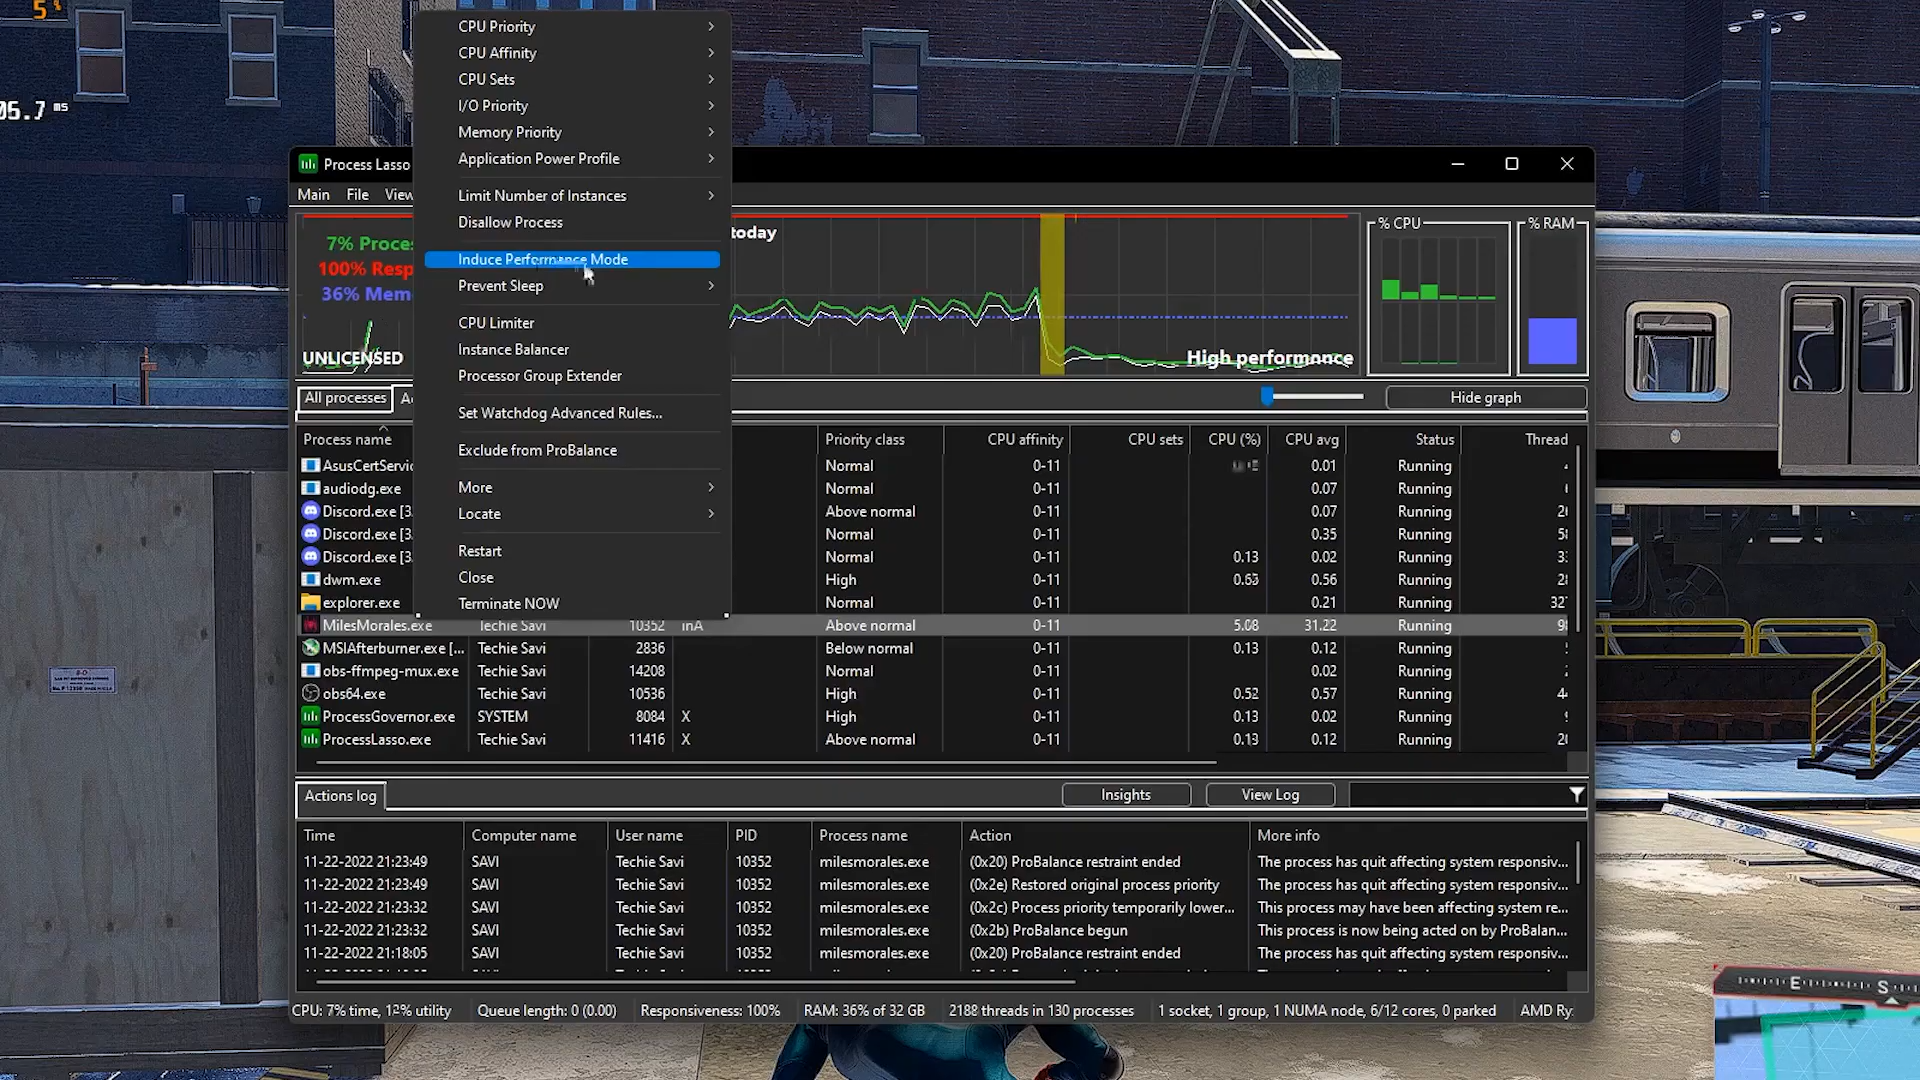 CPU Priority
CPU Affinity
CPU Sets
I/O Priority
Memory Priority
Application Power Profile
Limit Number of Instances
Disallow Process
Induce Performance Mode
Prevent Sleep
CPU Limiter
Instance Balancer
Processor Group Extender
Set Watchdog Advanced Rules...
Exclude from ProBalance
More
Locate
Restart
Close
Terminate NOW
ms
Process Lasso
Main File View
today
UNLICENSED
High performance
% CPU
% RAM
All processes
Hide graph
Process name Priority class CPU affinity CPU sets CPU (%) CPU avg Status Thread
Normal 0-11 0.01 Running
audiodg.exe Normal 0-11 0.07 Running
Discord.exe [3 Above normal 0-11 0.07 Running
Discord.exe [3 Normal 0-11 0.35 Running
Discord.exe [3 Normal 0-11 0.13 0.02 Running
dwm.exe High 0-11 0.63 0.56 Running
explorer.exe Normal 0-11 0.21 Running
MilesMorales.exe Techie Savi 10352 inA Above normal 0-11 5.08 31.22 Running
MSIAfterburner.exe [... Techie Savi 2836 Below normal 0-11 0.13 0.12 Running
obs-ffmpeg-mux.exe Techie Savi 14208 Normal 0-11 0.02 Running
obs64.exe Techie Savi 10536 High 0-11 0.52 0.57 Running
ProcessGovernor.exe SYSTEM 8084 X High 0-11 0.13 0.02 Running
ProcessLasso.exe Techie Savi 11416 X Above normal 0-11 0.13 0.12 Running
Actions log Insights View Log
Time Computer name User name PID Process name Action More info
11-22-2022 21:23:49 SAVI Techie Savi 10352 milesmorales.exe (0x20) ProBalance restraint ended The process has quit affecting system responsiv...
11-22-2022 21:23:49 SAVI Techie Savi 10352 milesmorales.exe (0x2e) Restored original process priority The process has quit affecting system responsiv...
11-22-2022 21:23:32 SAVI Techie Savi 10352 milesmorales.exe (0x2c) Process priority temporarily lower... This process may have been affecting system re...
11-22-2022 21:23:32 SAVI Techie Savi 10352 milesmorales.exe (0x2b) ProBalance begun This process is now being acted on by ProBalan...
11-22-2022 21:18:05 SAVI Techie Savi 10352 milesmorales.exe (0x20) ProBalance restraint ended The process has quit affecting system responsiv...
CPU: 7% time, 12% utility Queue length: 0 (0.00) Responsiveness: 100% RAM: 36% of 32 GB 2188 threads in 130 processes 1 socket, 1 group, 1 NUMA node, 6/12 cores, 0 parked AMD Ry
E S